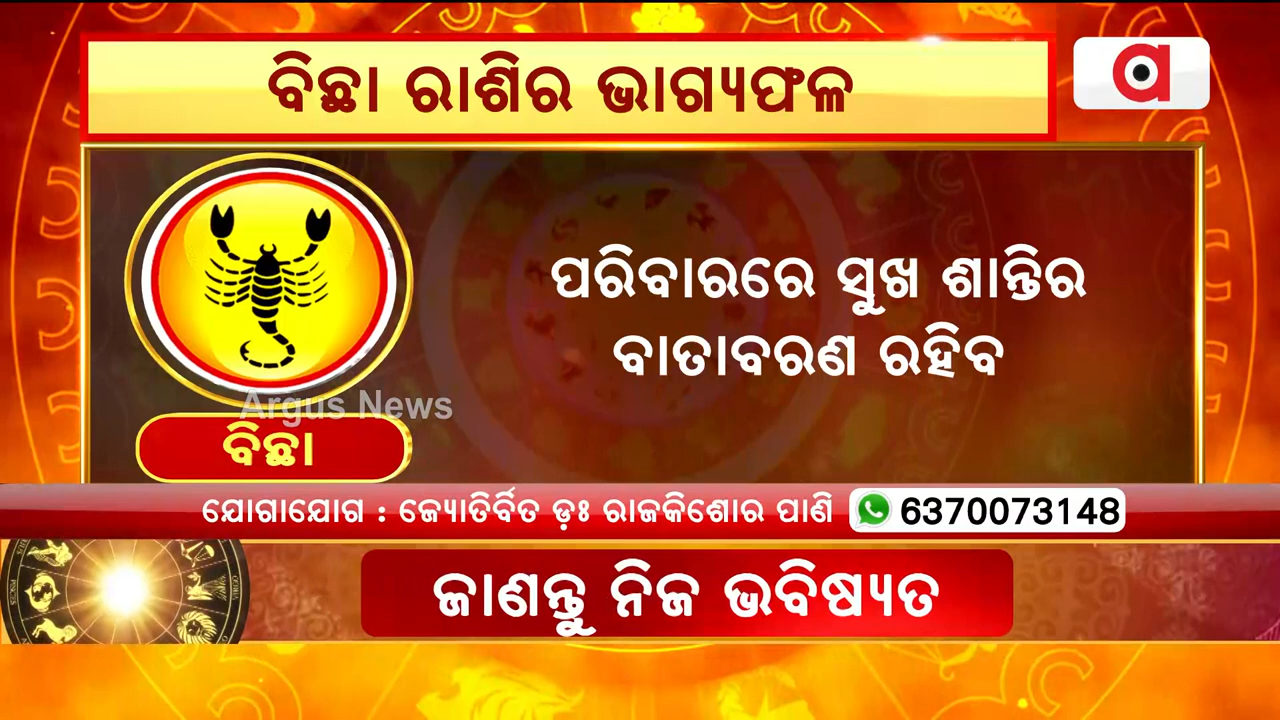 ବିଛା ରାଶିର ଭାଗ୍ୟଫଳ
a
ପରିବାରରେ ସୁଖ ଶାନ୍ତିର
ବାତାବରଣ ରହିବ
Argus News
ବିଛା
ଯୋଗାଯୋଗ : ଜ୍ୟୋତିର୍ବିତ ଡ଼ଃ ରାଜକିଶୋର ପାଣି 6370073148
ଜାଣନ୍ତୁ ନିଜ ଭବିଷ୍ୟତ